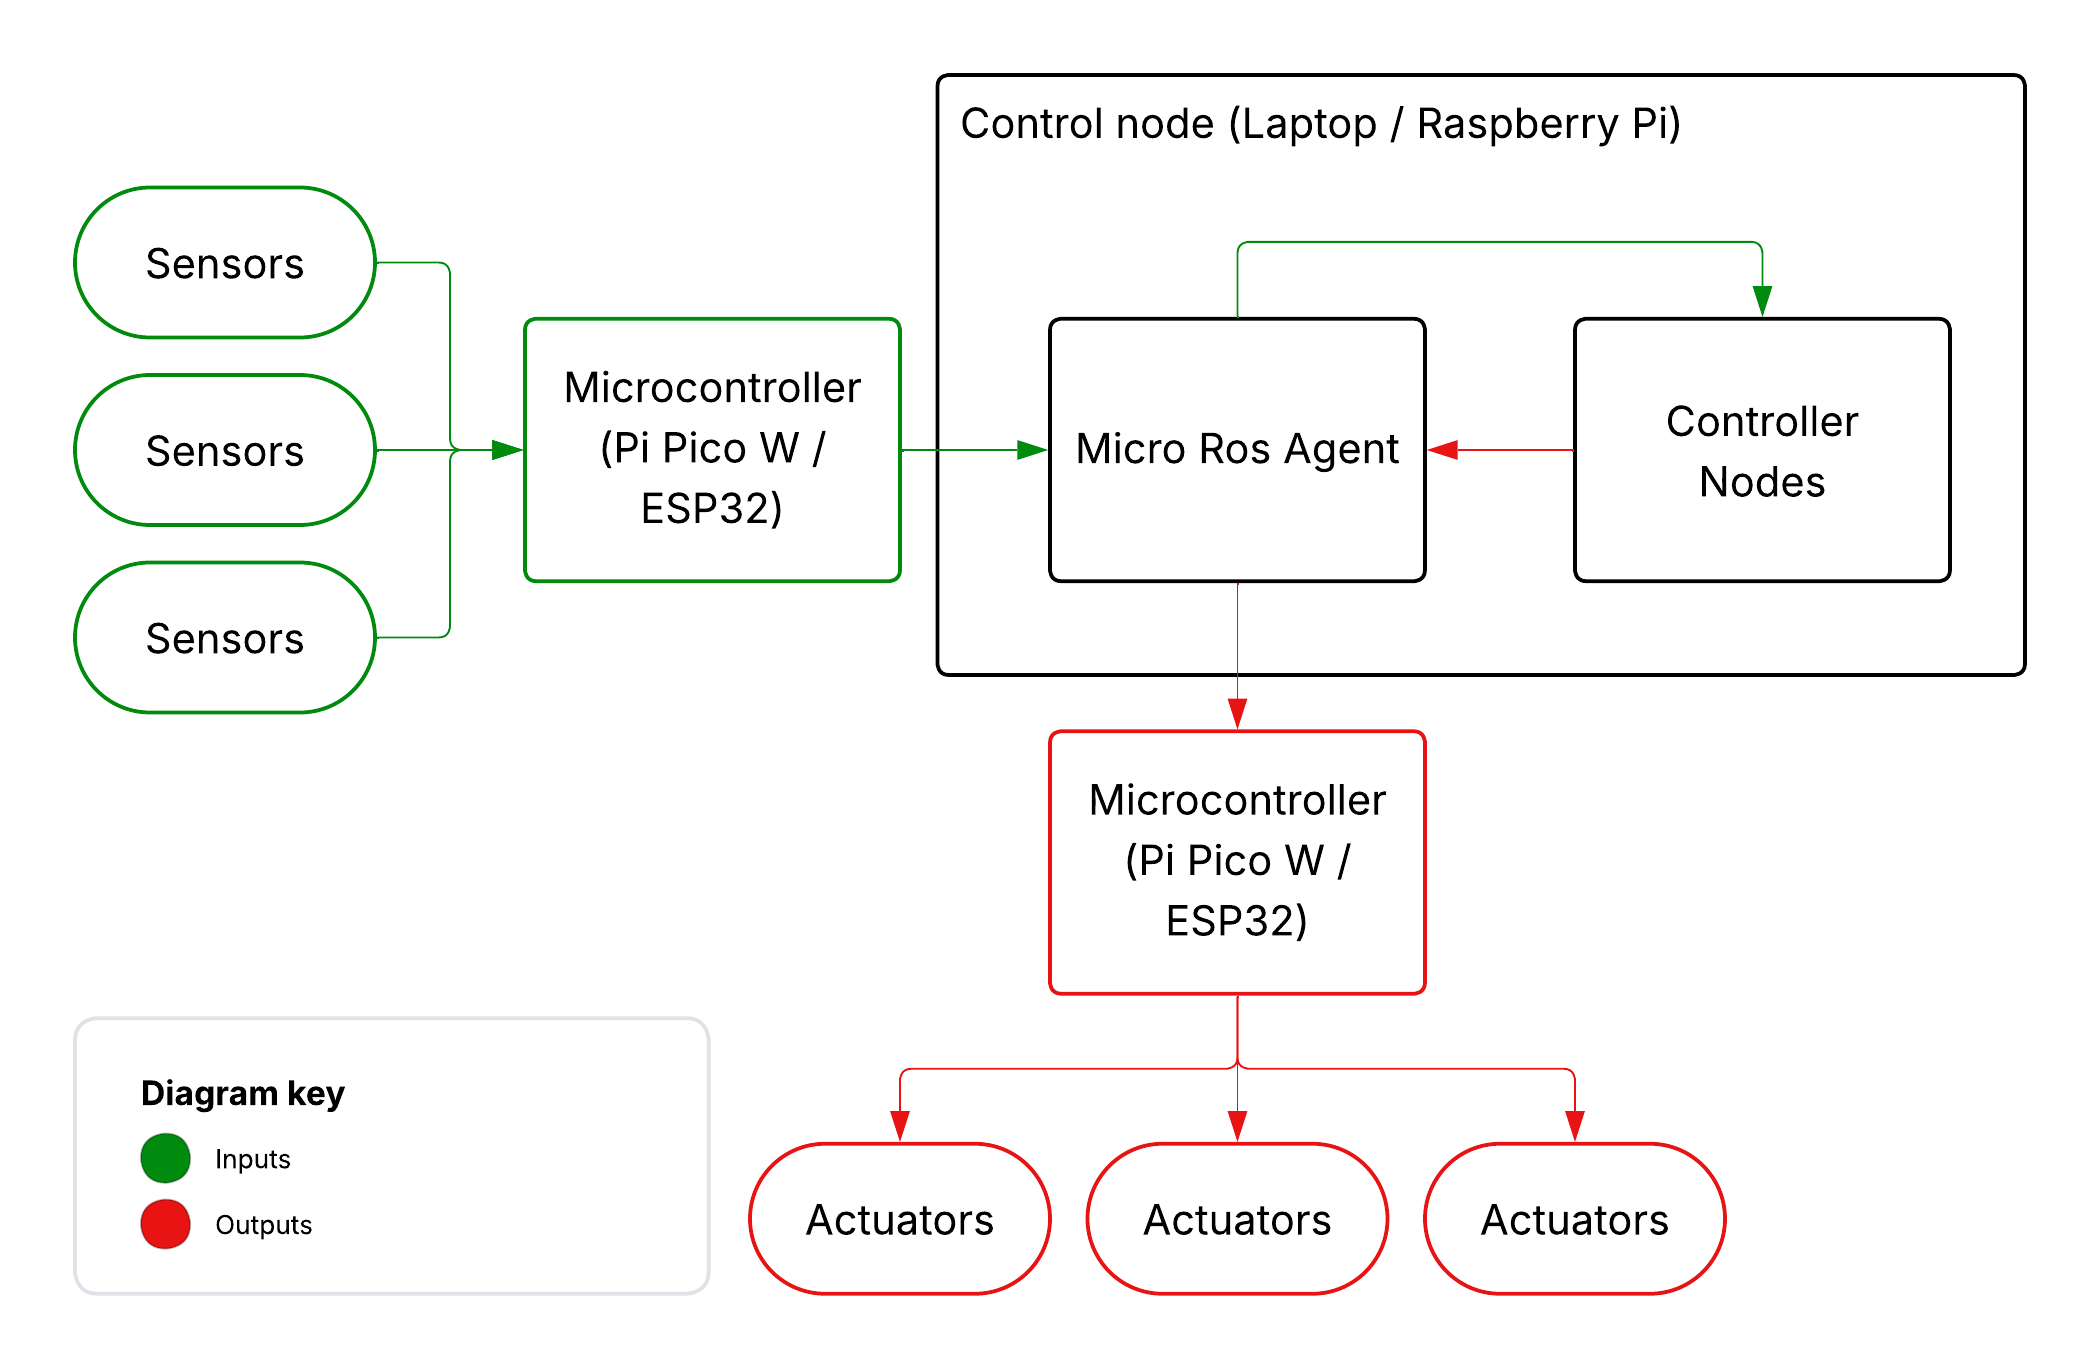 Control node (Laptop / Raspberry Pi)
Sensors
Sensors
Sensors
Microcontroller
(Pi Pico W /
ESP32)
Micro Ros Agent
Controller
Nodes
Microcontroller
(Pi Pico W /
ESP32)
Diagram key
Inputs
Outputs
Actuators
Actuators
Actuators